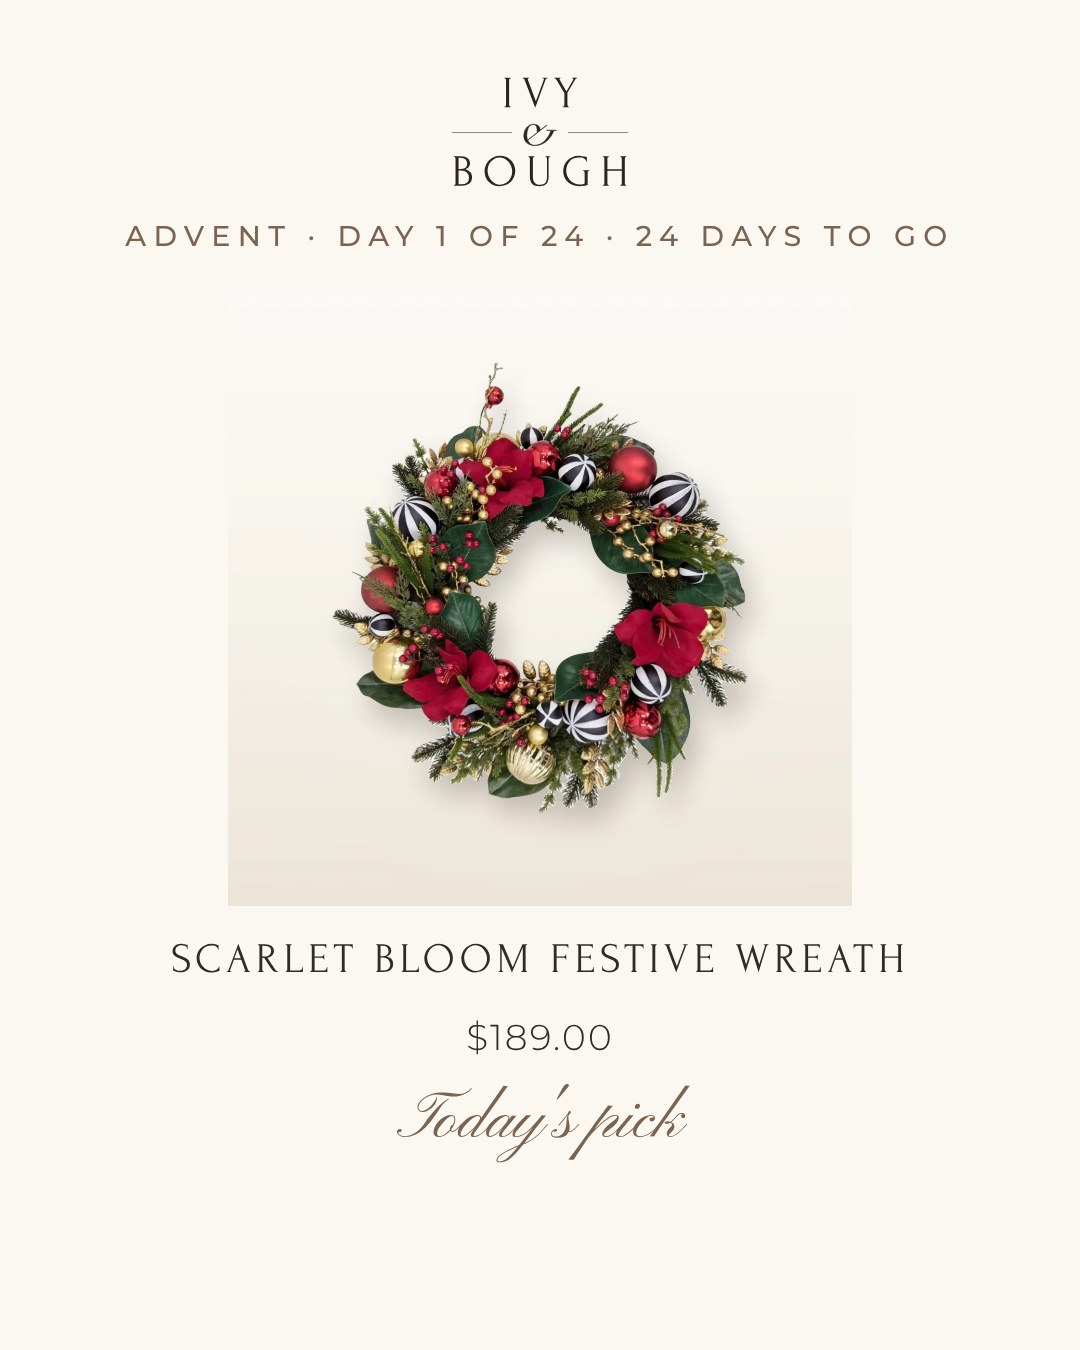 IVY
&
BOUGH
ADVENT · DAY 1 OF 24 · 24 DAYS TO GO
SCARLET BLOOM FESTIVE WREATH
$189.00
Today's pick